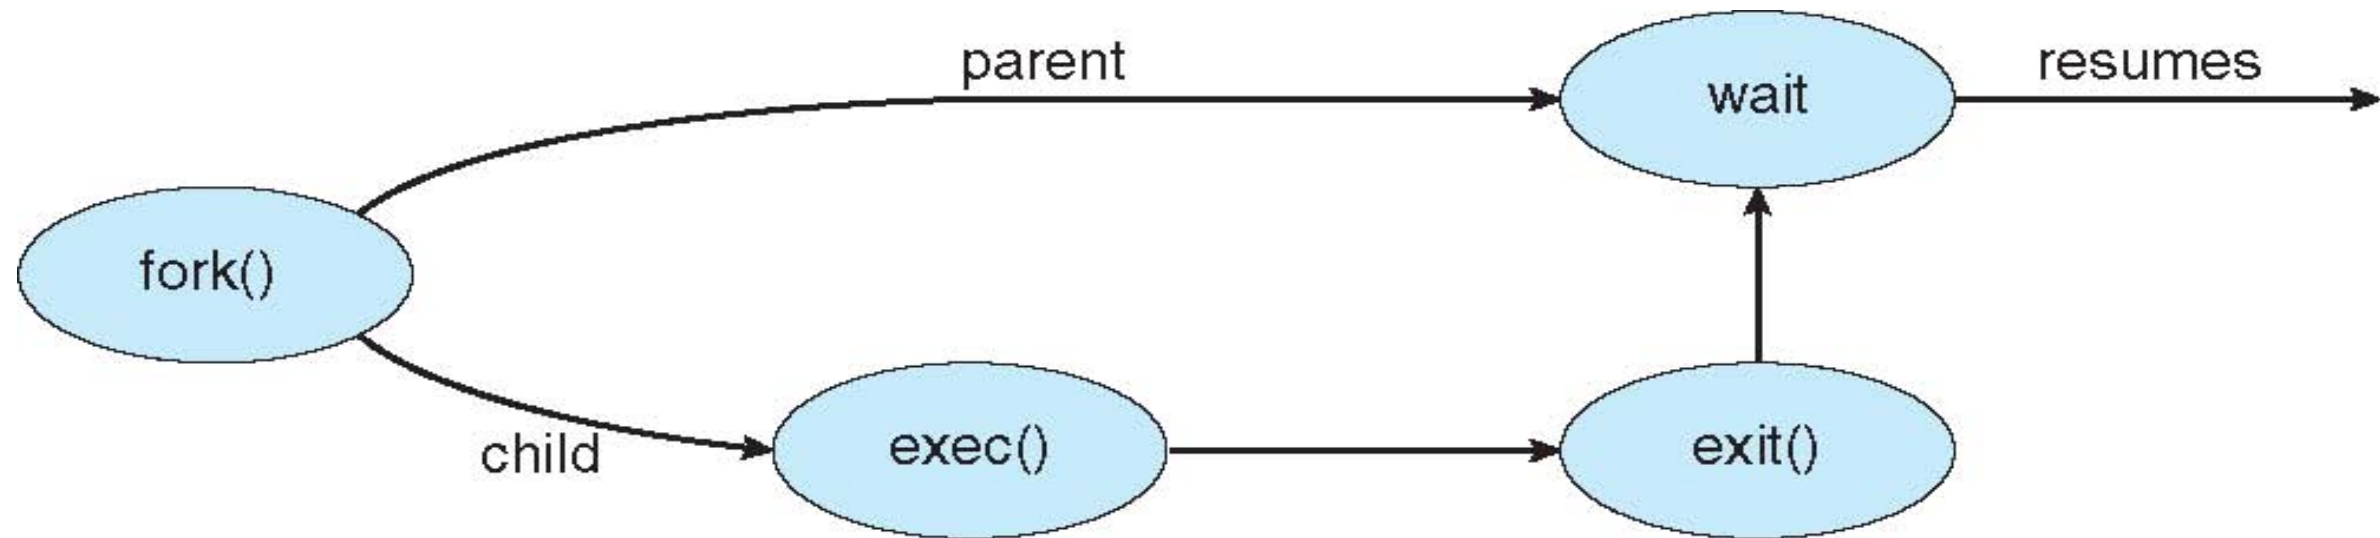 parent
wait
resumes
fork()
child
exec()
exit()